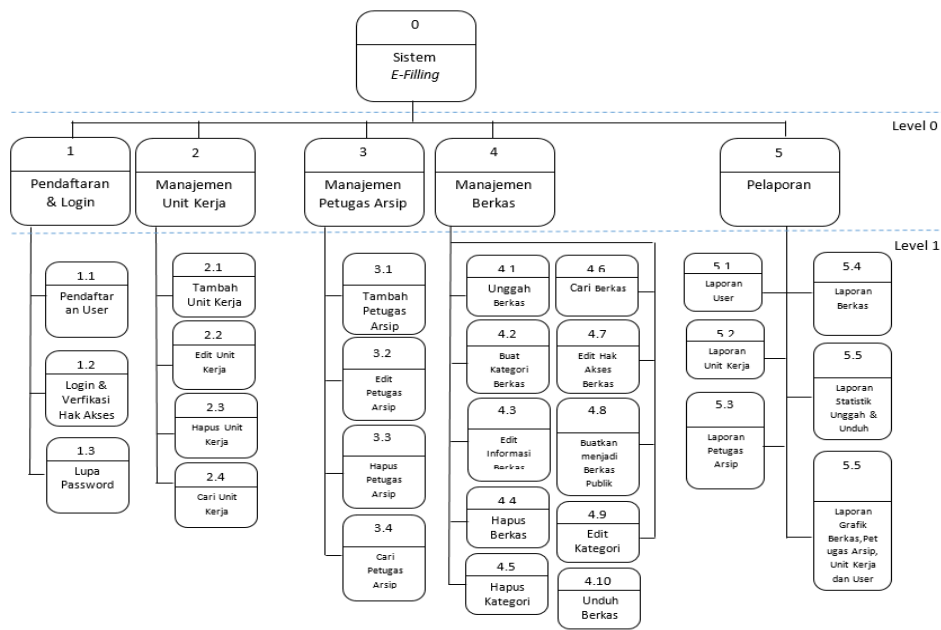 0
Sistem
E-Filling
Level 0
1
Pendaftaran
& Login
2
Manajemen
Unit Kerja
3
Manajemen
Petugas Arsip
4
Manajemen
Berkas
5
Pelaporan
Level 1
1.1
Pendaftar
an User
1.2
Login &
Verfikasi
Hak Akses
1.3
Lupa
Password
2.1
Tambah
Unit Kerja
2.2
Edit Unit
Kerja
2.3
Hapus Unit
Kerja
2.4
Cari Unit
Kerja
3.1
Tambah
Petugas
Arsip
3.2
Edit
Petugas
Arsip
3.3
Hapus
Petugas
Arsip
3.4
Cari
Petugas
Arsip
4.1
Unggah
Berkas
4.2
Buat
Kategori
Berkas
4.3
Edit
Informasi
Berkas
4.4
Hapus
Berkas
4.5
Hapus
Kategori
4.6
Cari Berkas
4.7
Edit Hak
Akses
Berkas
4.8
Buatkan
menjadi
Berkas
Publik
4.9
Edit
Kategori
4.10
Unduh
Berkas
5.1
Laporan
User
5.2
Laporan
Unit Kerja
5.3
Laporan
Petugas
Arsip
5.4
Laporan
Berkas
5.5
Laporan
Statistik
Unggah &
Unduh
5.5
Laporan
Grafik
Berkas,Pet
ugas Arsip,
Unit Kerja
dan User